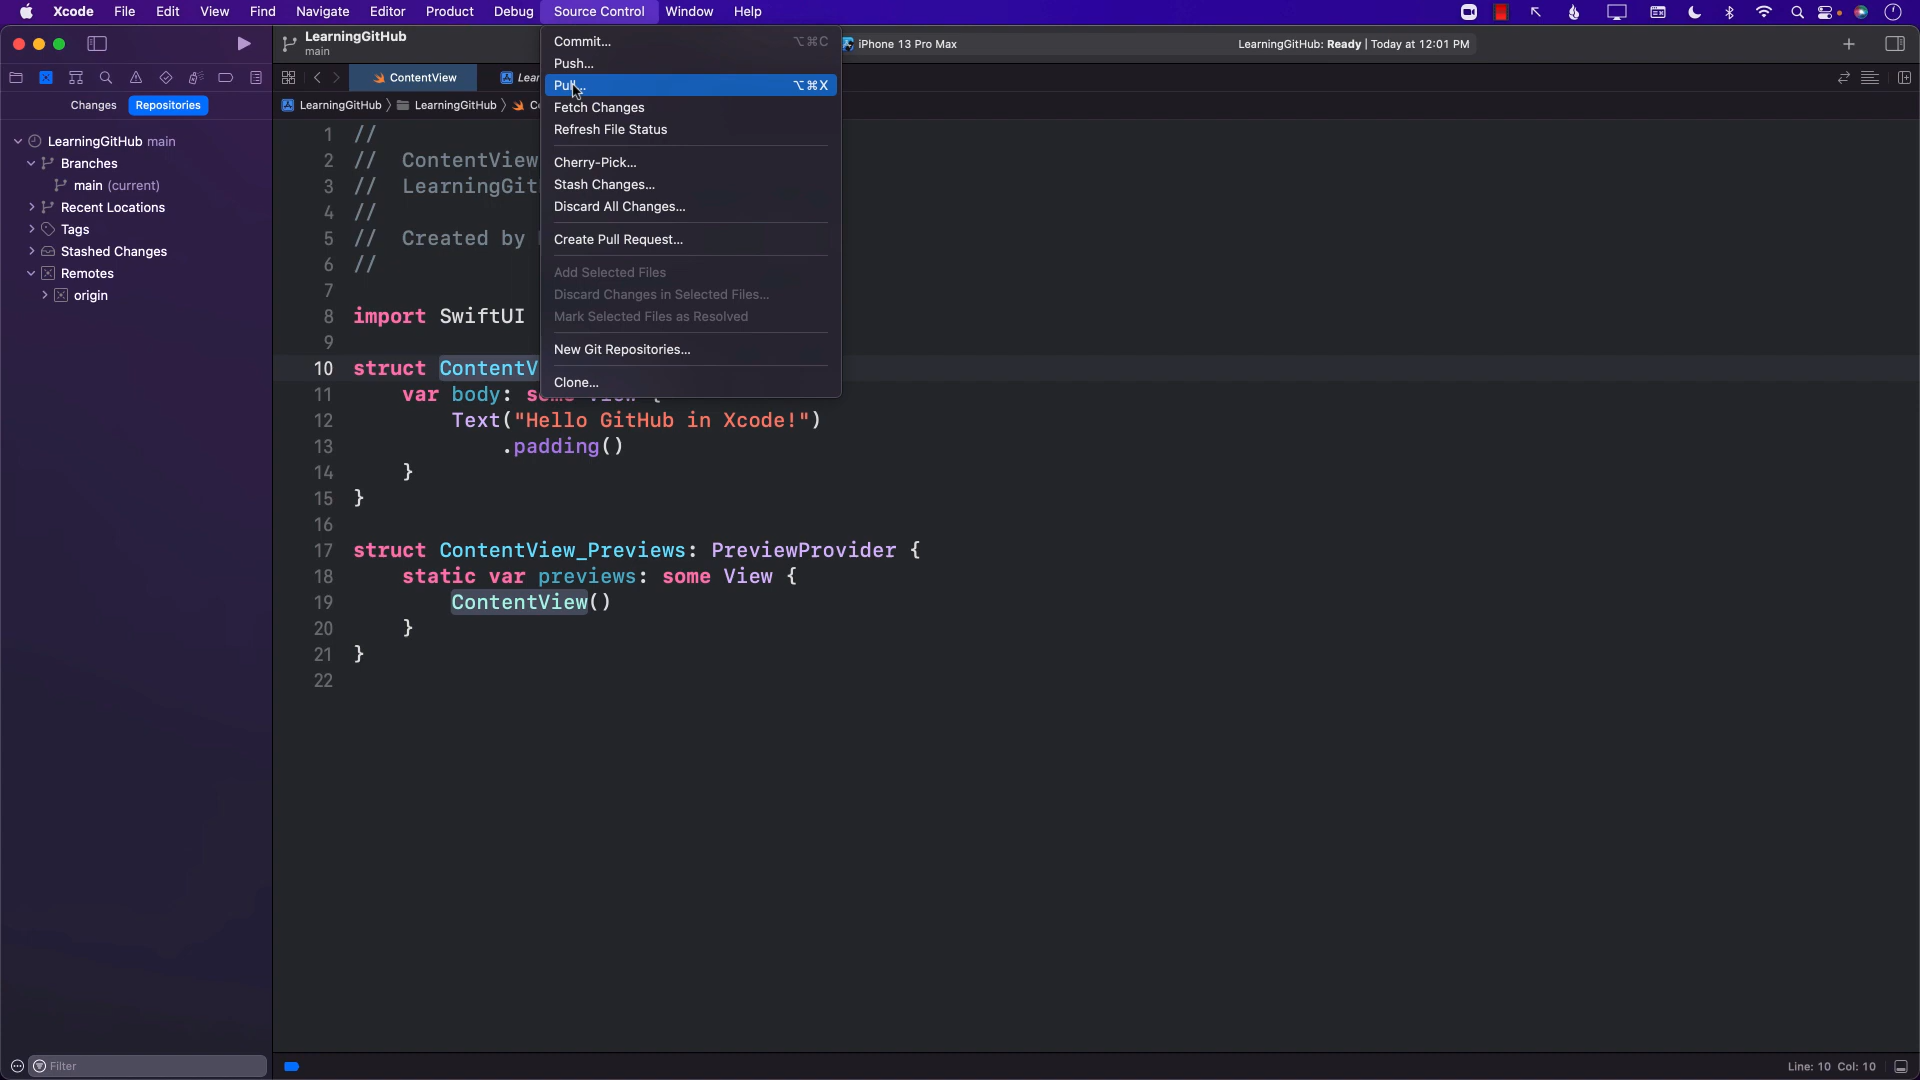 Xcode File Edit View Find Navigate Editor Product Debug Source Control Window Help
LearningGitHub
main
iPhone 13 Pro Max
LearningGitHub: Ready | Today at 12:01 PM
Commit... ⌥⌘C
Push...
Pull... ⌥⌘X
Fetch Changes
Refresh File Status
Cherry-Pick...
Stash Changes...
Discard All Changes...
Create Pull Request...
Add Selected Files
Discard Changes in Selected Files...
Mark Selected Files as Resolved
New Git Repositories...
Clone...
ContentView
Changes Repositories
LearningGitHub LearningGitHub
LearningGitHub main
Branches
main (current)
Recent Locations
Tags
Stashed Changes
Remotes
origin
1 //
2 // ContentView
3 //
4 //
5 // Created by
6 //
7
8 import SwiftUI
9
10 struct
11 var body:
12 Text("Hello GitHub in Xcode!")
13 .padding()
14 }
15 }
16
17 struct ContentView_Previews: PreviewProvider {
18 static var previews: some View {
19 ContentView()
20 }
21 }
22
Filter
Line: 10 Col: 10